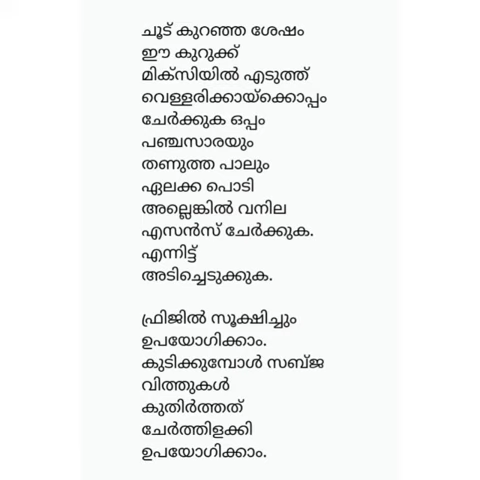 ചൂട് കുറഞ്ഞ ശേഷം
ഈ കുറുക്ക്
മിക്സിയിൽ എടുത്ത്
വെള്ളരിക്കായ്ക്കൊപ്പം
ചേർക്കുക ഒപ്പം
പഞ്ചസാരയും
തണുത്ത പാലും
ഏലക്ക പൊടി
അല്ലെങ്കിൽ വനില
എസൻസ് ചേർക്കുക.
എന്നിട്ട്
അടിച്ചെടുക്കുക.
ഫ്രിജിൽ സൂക്ഷിച്ചും
ഉപയോഗിക്കാം.
കുടിക്കുമ്പോൾ സബ്ജ
വിത്തുകൾ
കുതിർത്തത്
ചേർത്തിളക്കി
ഉപയോഗിക്കാം.